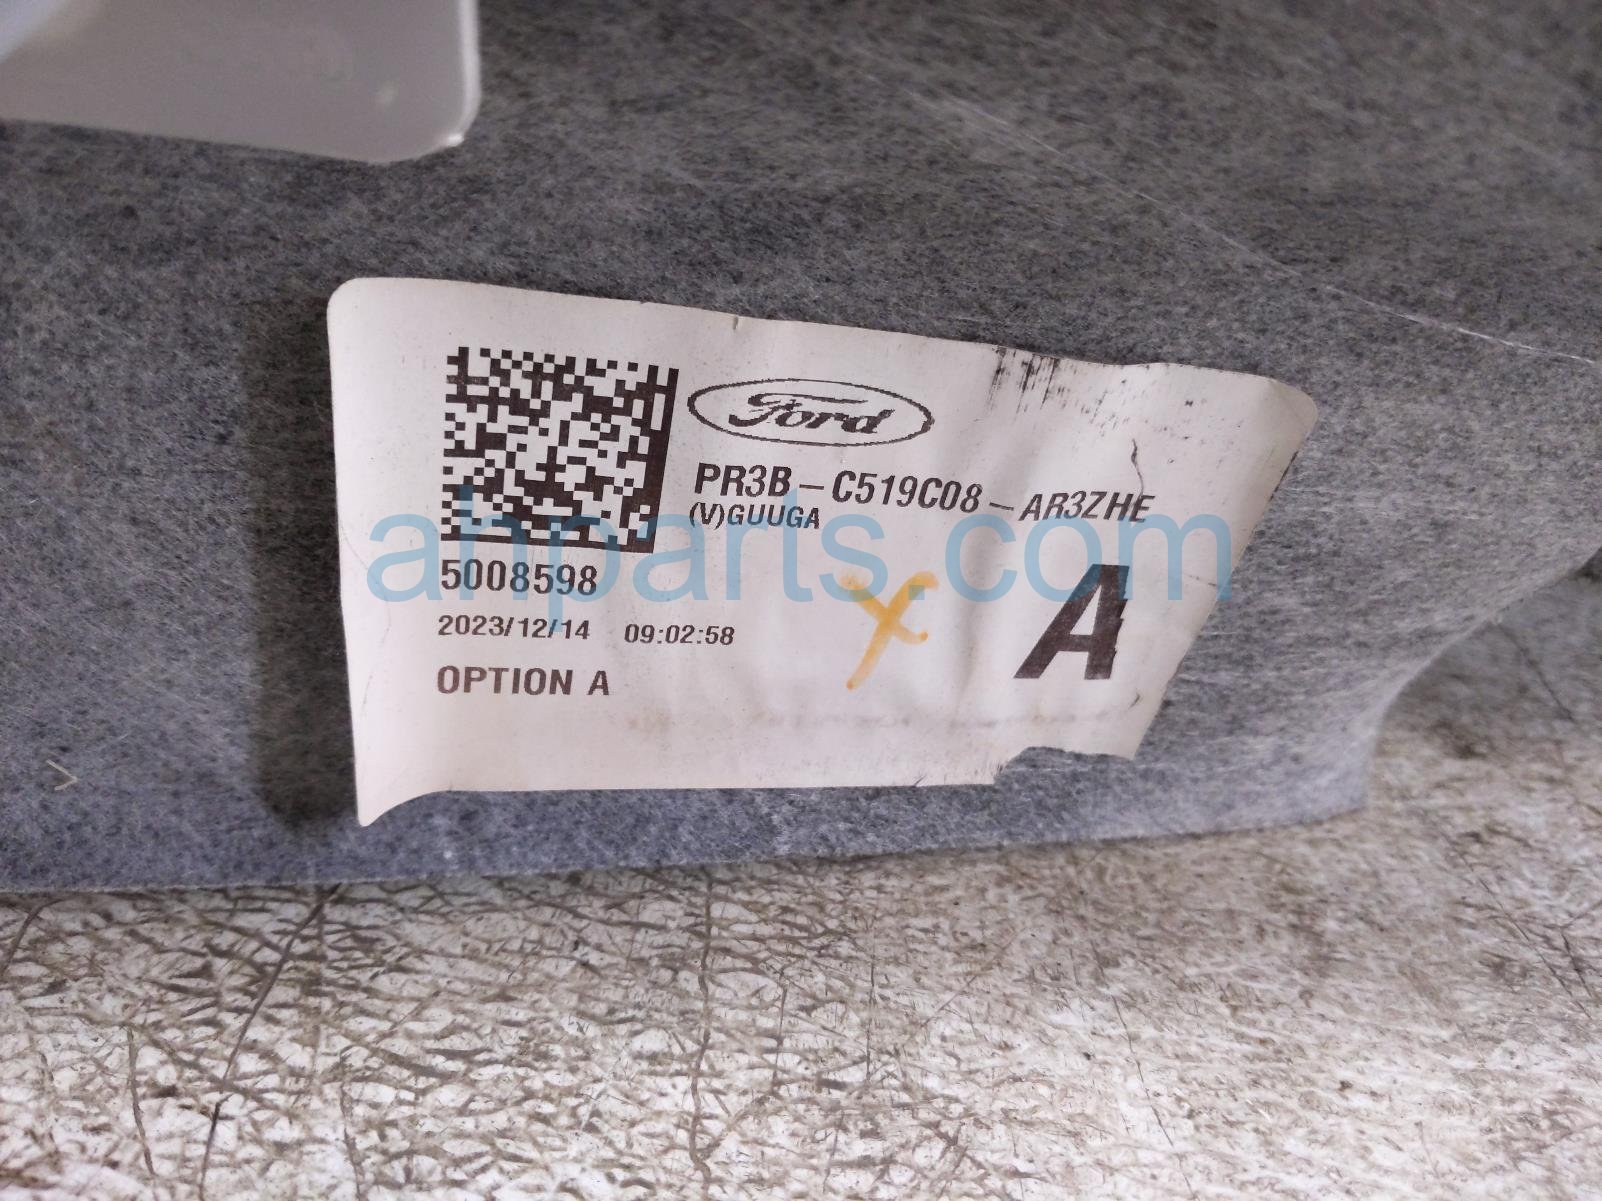 Ford
PR3B-C519C08-AR3ZHE
(V)GUUGA
ahparts.com
5008598
A
2023/12/14 09:02:58
OPTION A